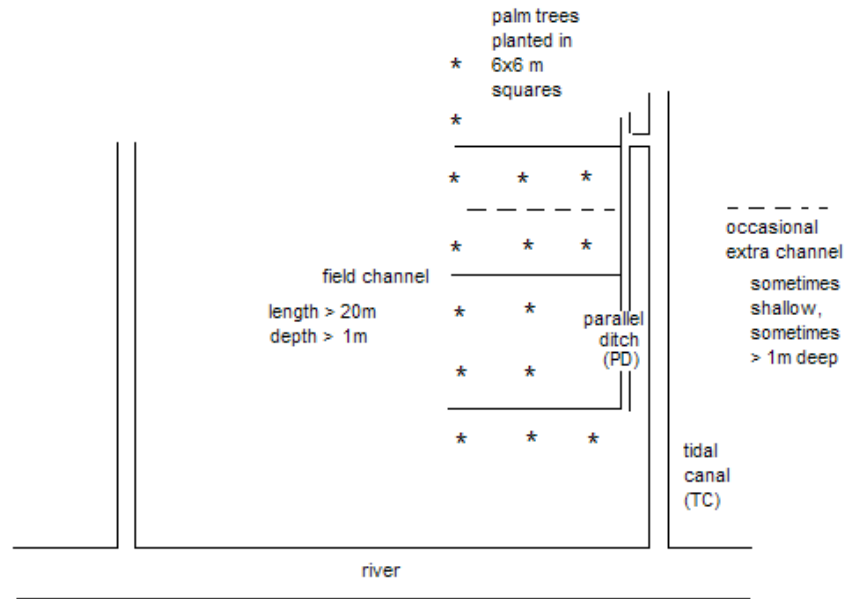 palm trees
planted in
6x6 m
squares
occasional
extra channel
sometimes
shallow,
sometimes
> 1m deep
field channel
length > 20m
depth > 1m
parallel
ditch
(PD)
tidal
canal
(TC)
river